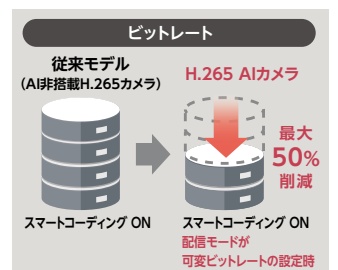 ビットレート
従来モデル
(AI非搭載H.265カメラ)
H.265 AIカメラ
最大
50%
削減
スマートコーディング ON
スマートコーディング ON
配信モードが
可変ビットレートの設定時